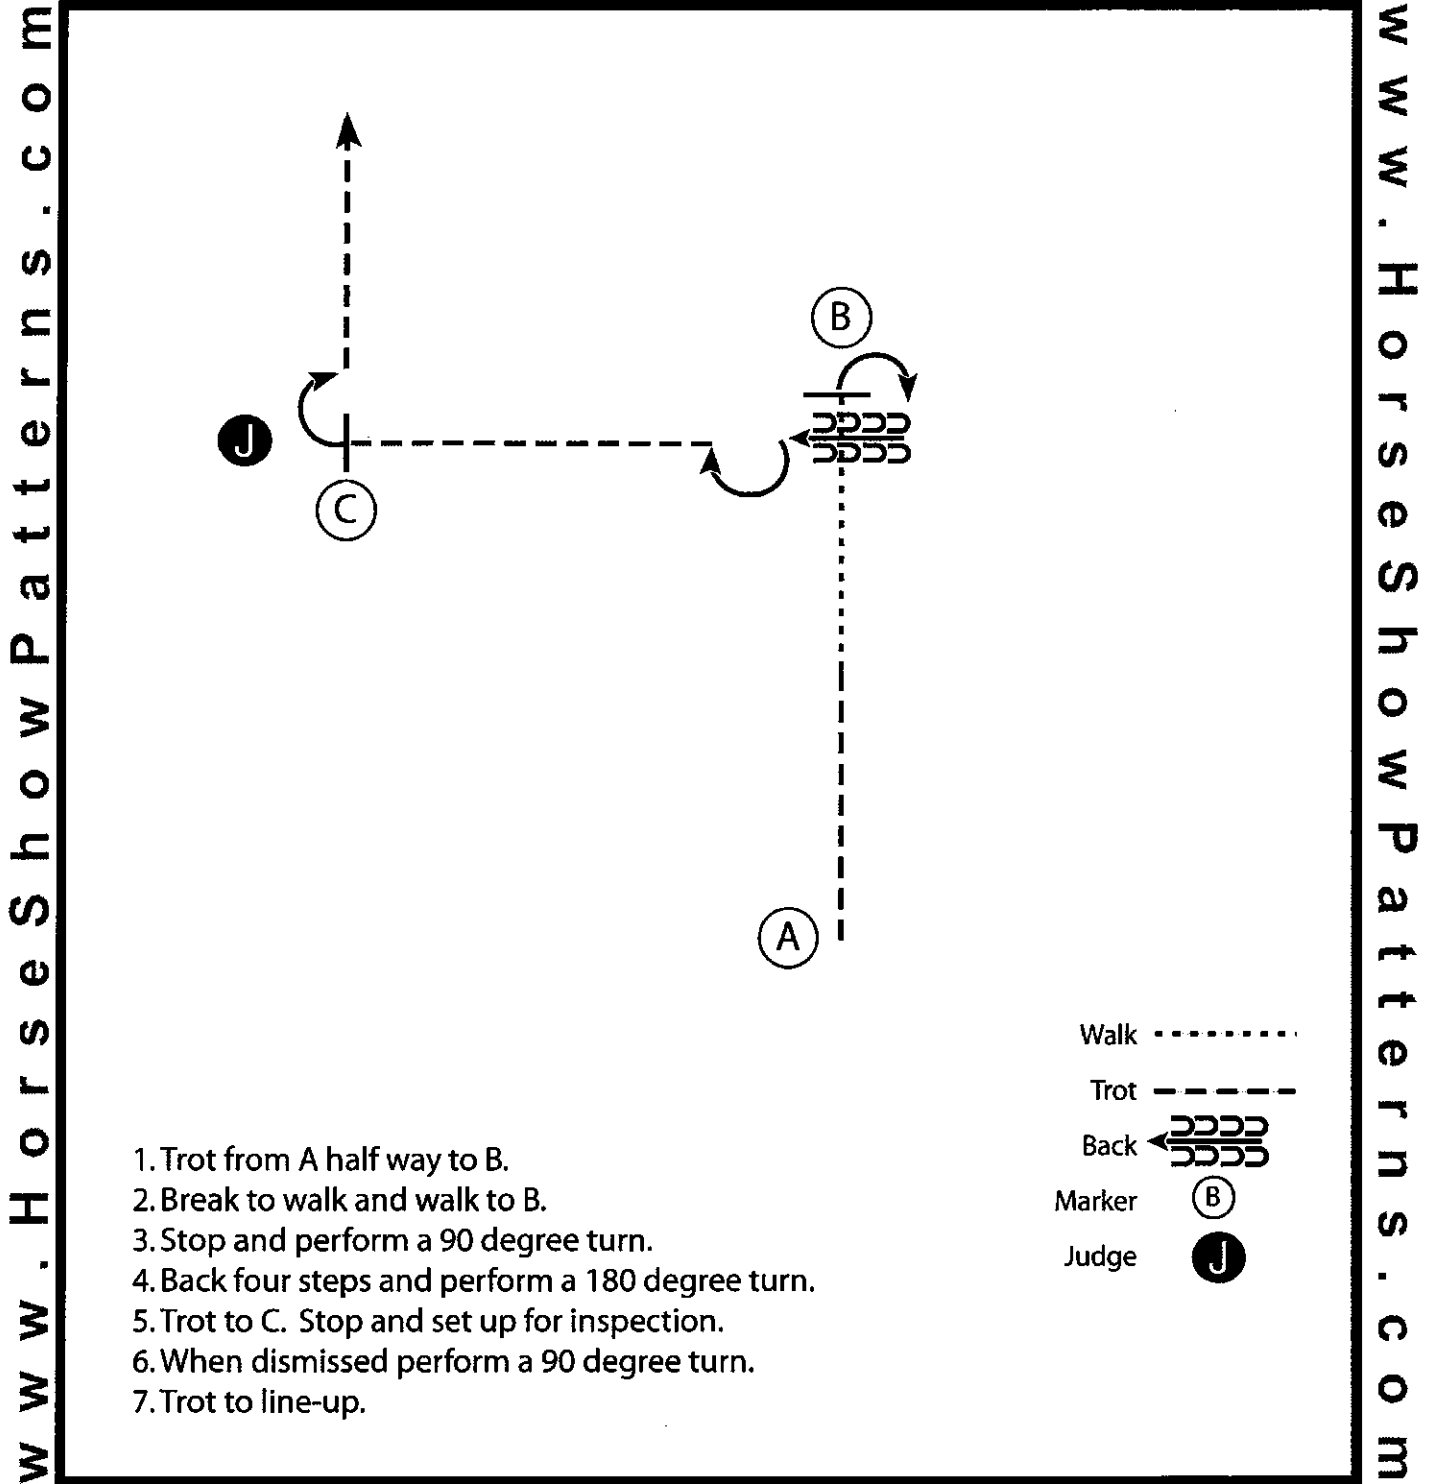 www.HorseShowPatterns.com
www.HorseShowPatterns.com
B
J
C
A
Walk
Trot
Back
Marker B
Judge J
1. Trot from A half way to B.
2. Break to walk and walk to B.
3. Stop and perform a 90 degree turn.
4. Back four steps and perform a 180 degree turn.
5. Trot to C. Stop and set up for inspection.
6. When dismissed perform a 90 degree turn.
7. Trot to line-up.